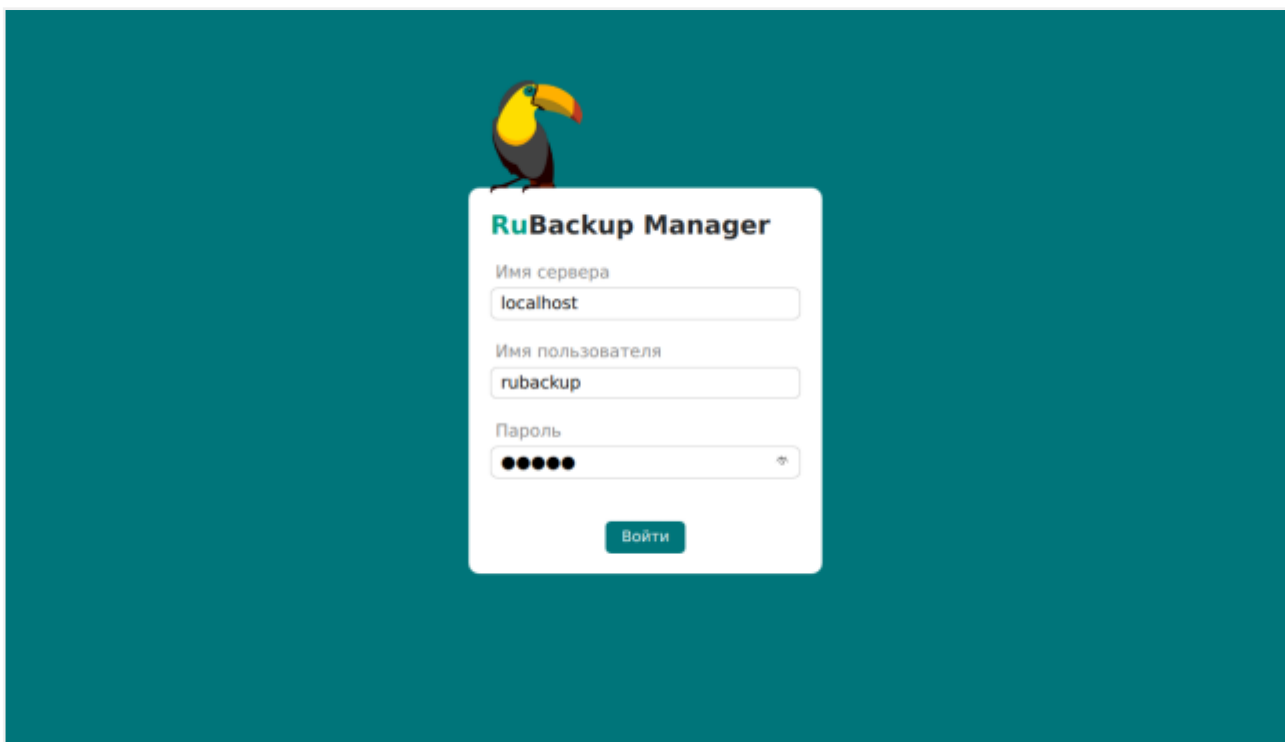 RuBackup Manager
Имя сервера
localhost
Имя пользователя
rubackup
Пароль
●●●●●
Войти